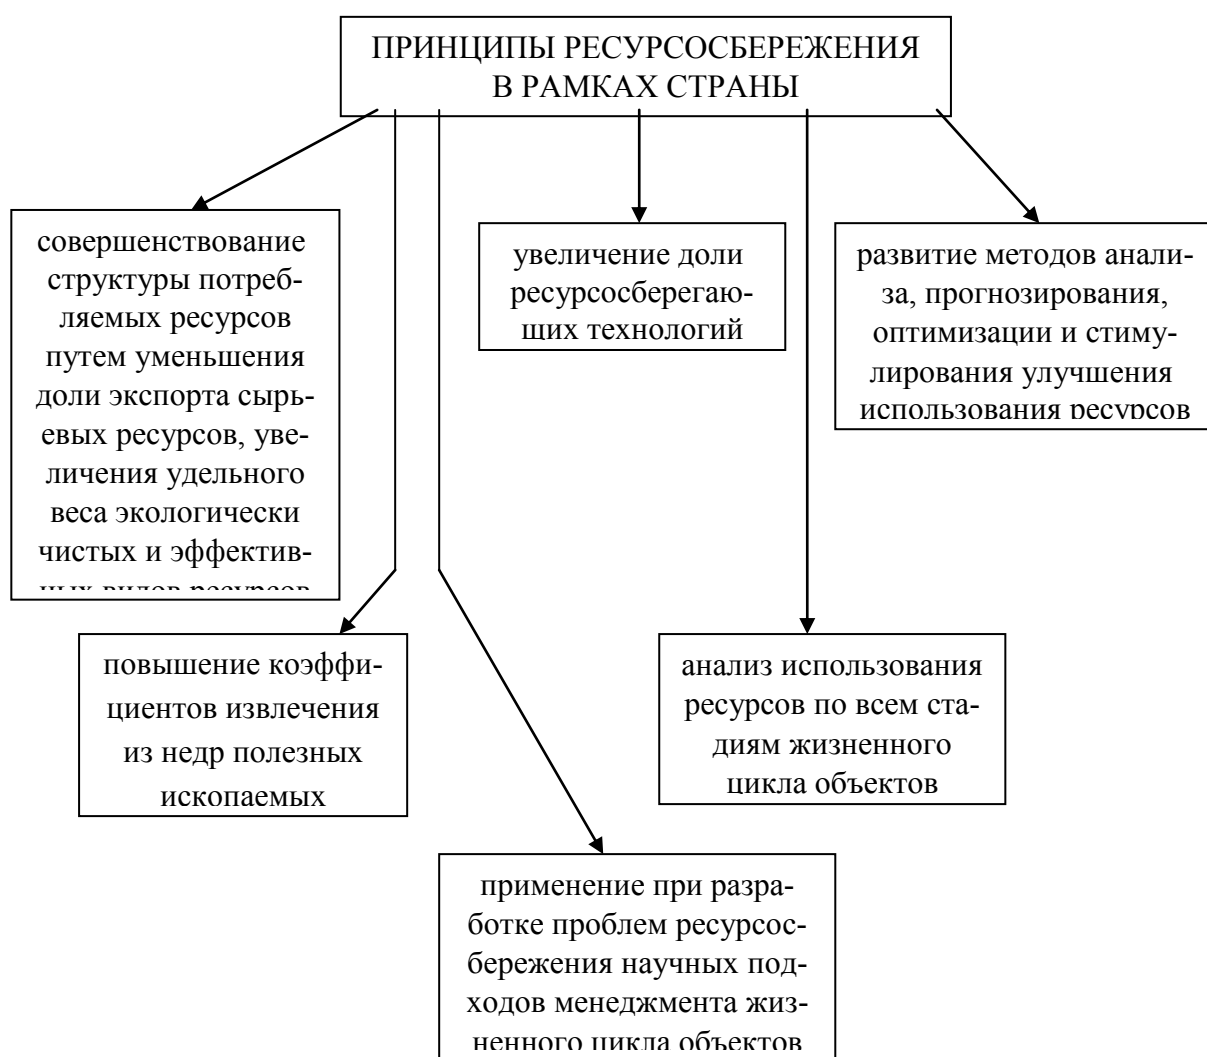 ПРИНЦИПЫ РЕСУРСОСБЕРЕЖЕНИЯ
В РАМКАХ СТРАНЫ
совершенствование
структуры потреб-
ляемых ресурсов
путем уменьшения
доли экспорта сырь-
евых ресурсов, уве-
личения удельного
веса экологически
чистых и эффектив-
ных видов ресурсов
увеличение доли
ресурсосберегаю-
щих технологий
развитие методов анали-
за, прогнозирования,
оптимизации и стиму-
лирования улучшения
использования ресурсов
повышение коэффи-
циентов извлечения
из недр полезных
ископаемых
анализ использования
ресурсов по всем ста-
диям жизненного
цикла объектов
применение при разра-
ботке проблем ресурсос-
бережения научных под-
ходов менеджмента жиз-
ненного цикла объектов